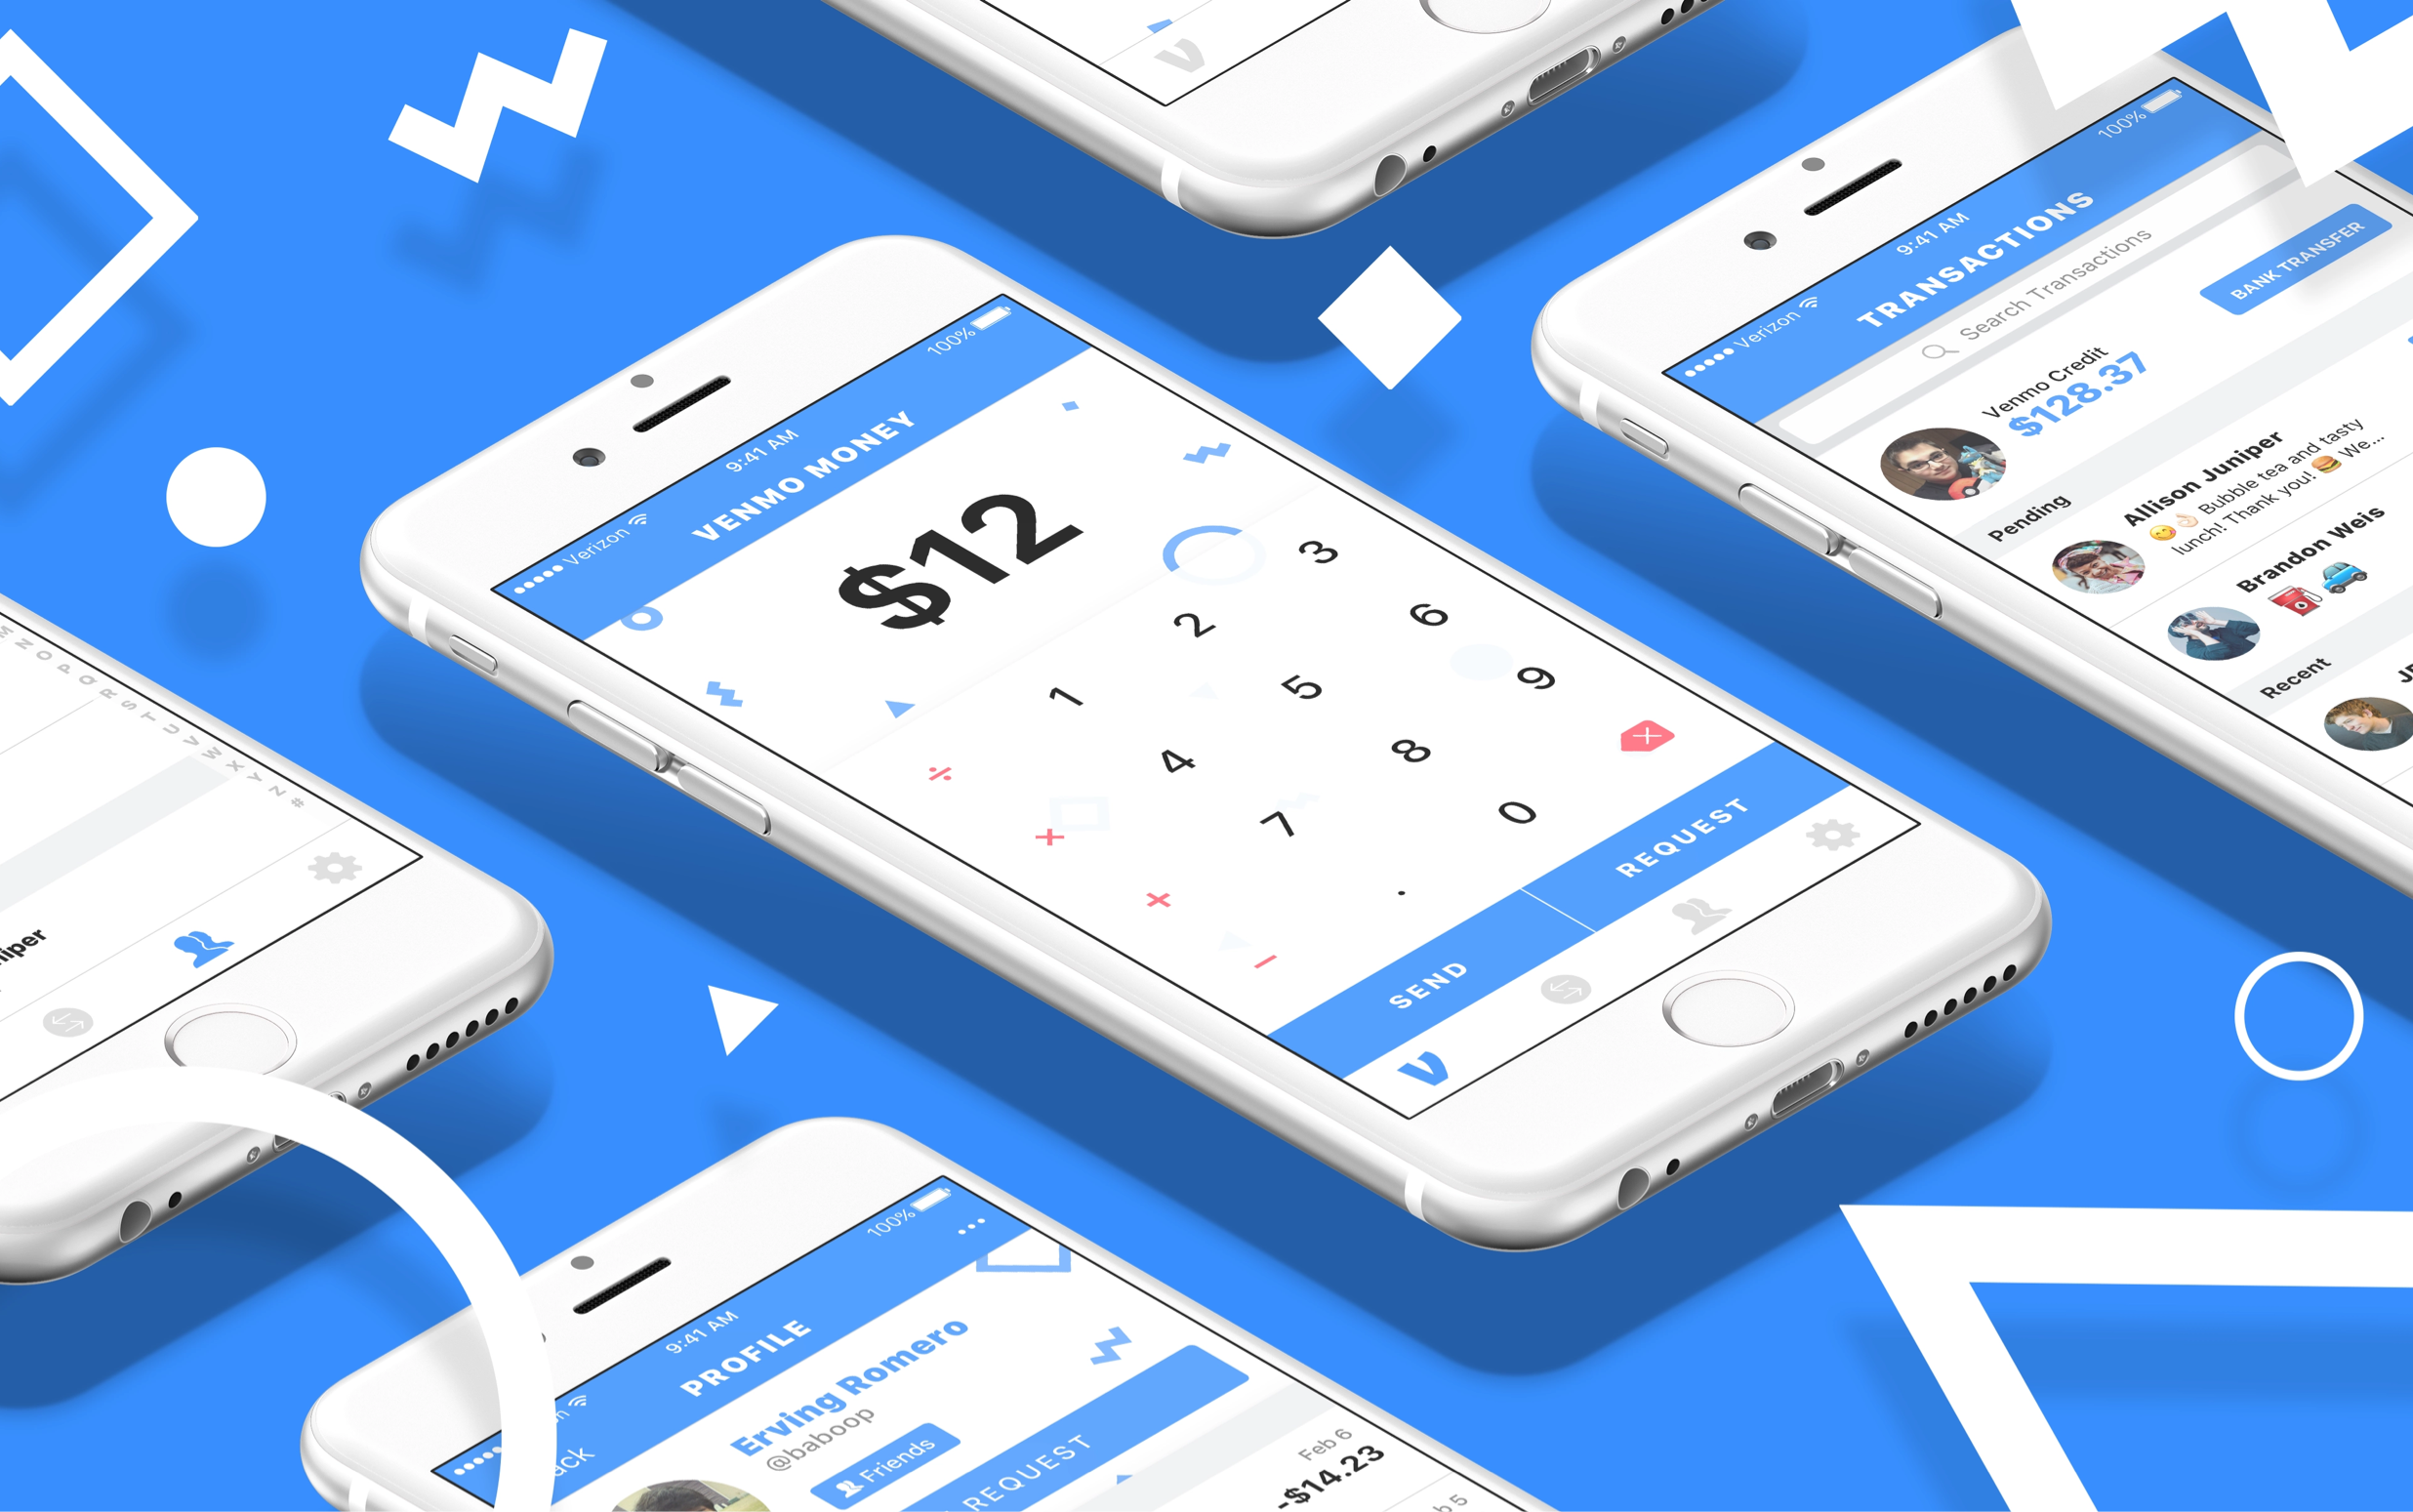 100%
9:41 AM
Verizon
VENMO MONEY
$12
1 2 3
4 5 6
7 8 9
. 0
÷
+
×
−
SEND
REQUEST
100%
9:41 AM
Verizon
TRANSACTIONS
Search Transactions
BANK TRANSFER
Venmo Credit
$128.37
Pending
Allison Juniper
😋👌🏻 Bubble tea and tasty
lunch! Thank you! 🍔 We...
Brandon Weis
⛽🚙
Recent
M
N
O
P
Q
R
S
T
U
V
W
X
Y
Z
#
100%
9:41 AM
PROFILE
...
Erving Romero
@baboop
Friends
REQUEST
Feb 6
-$14.23